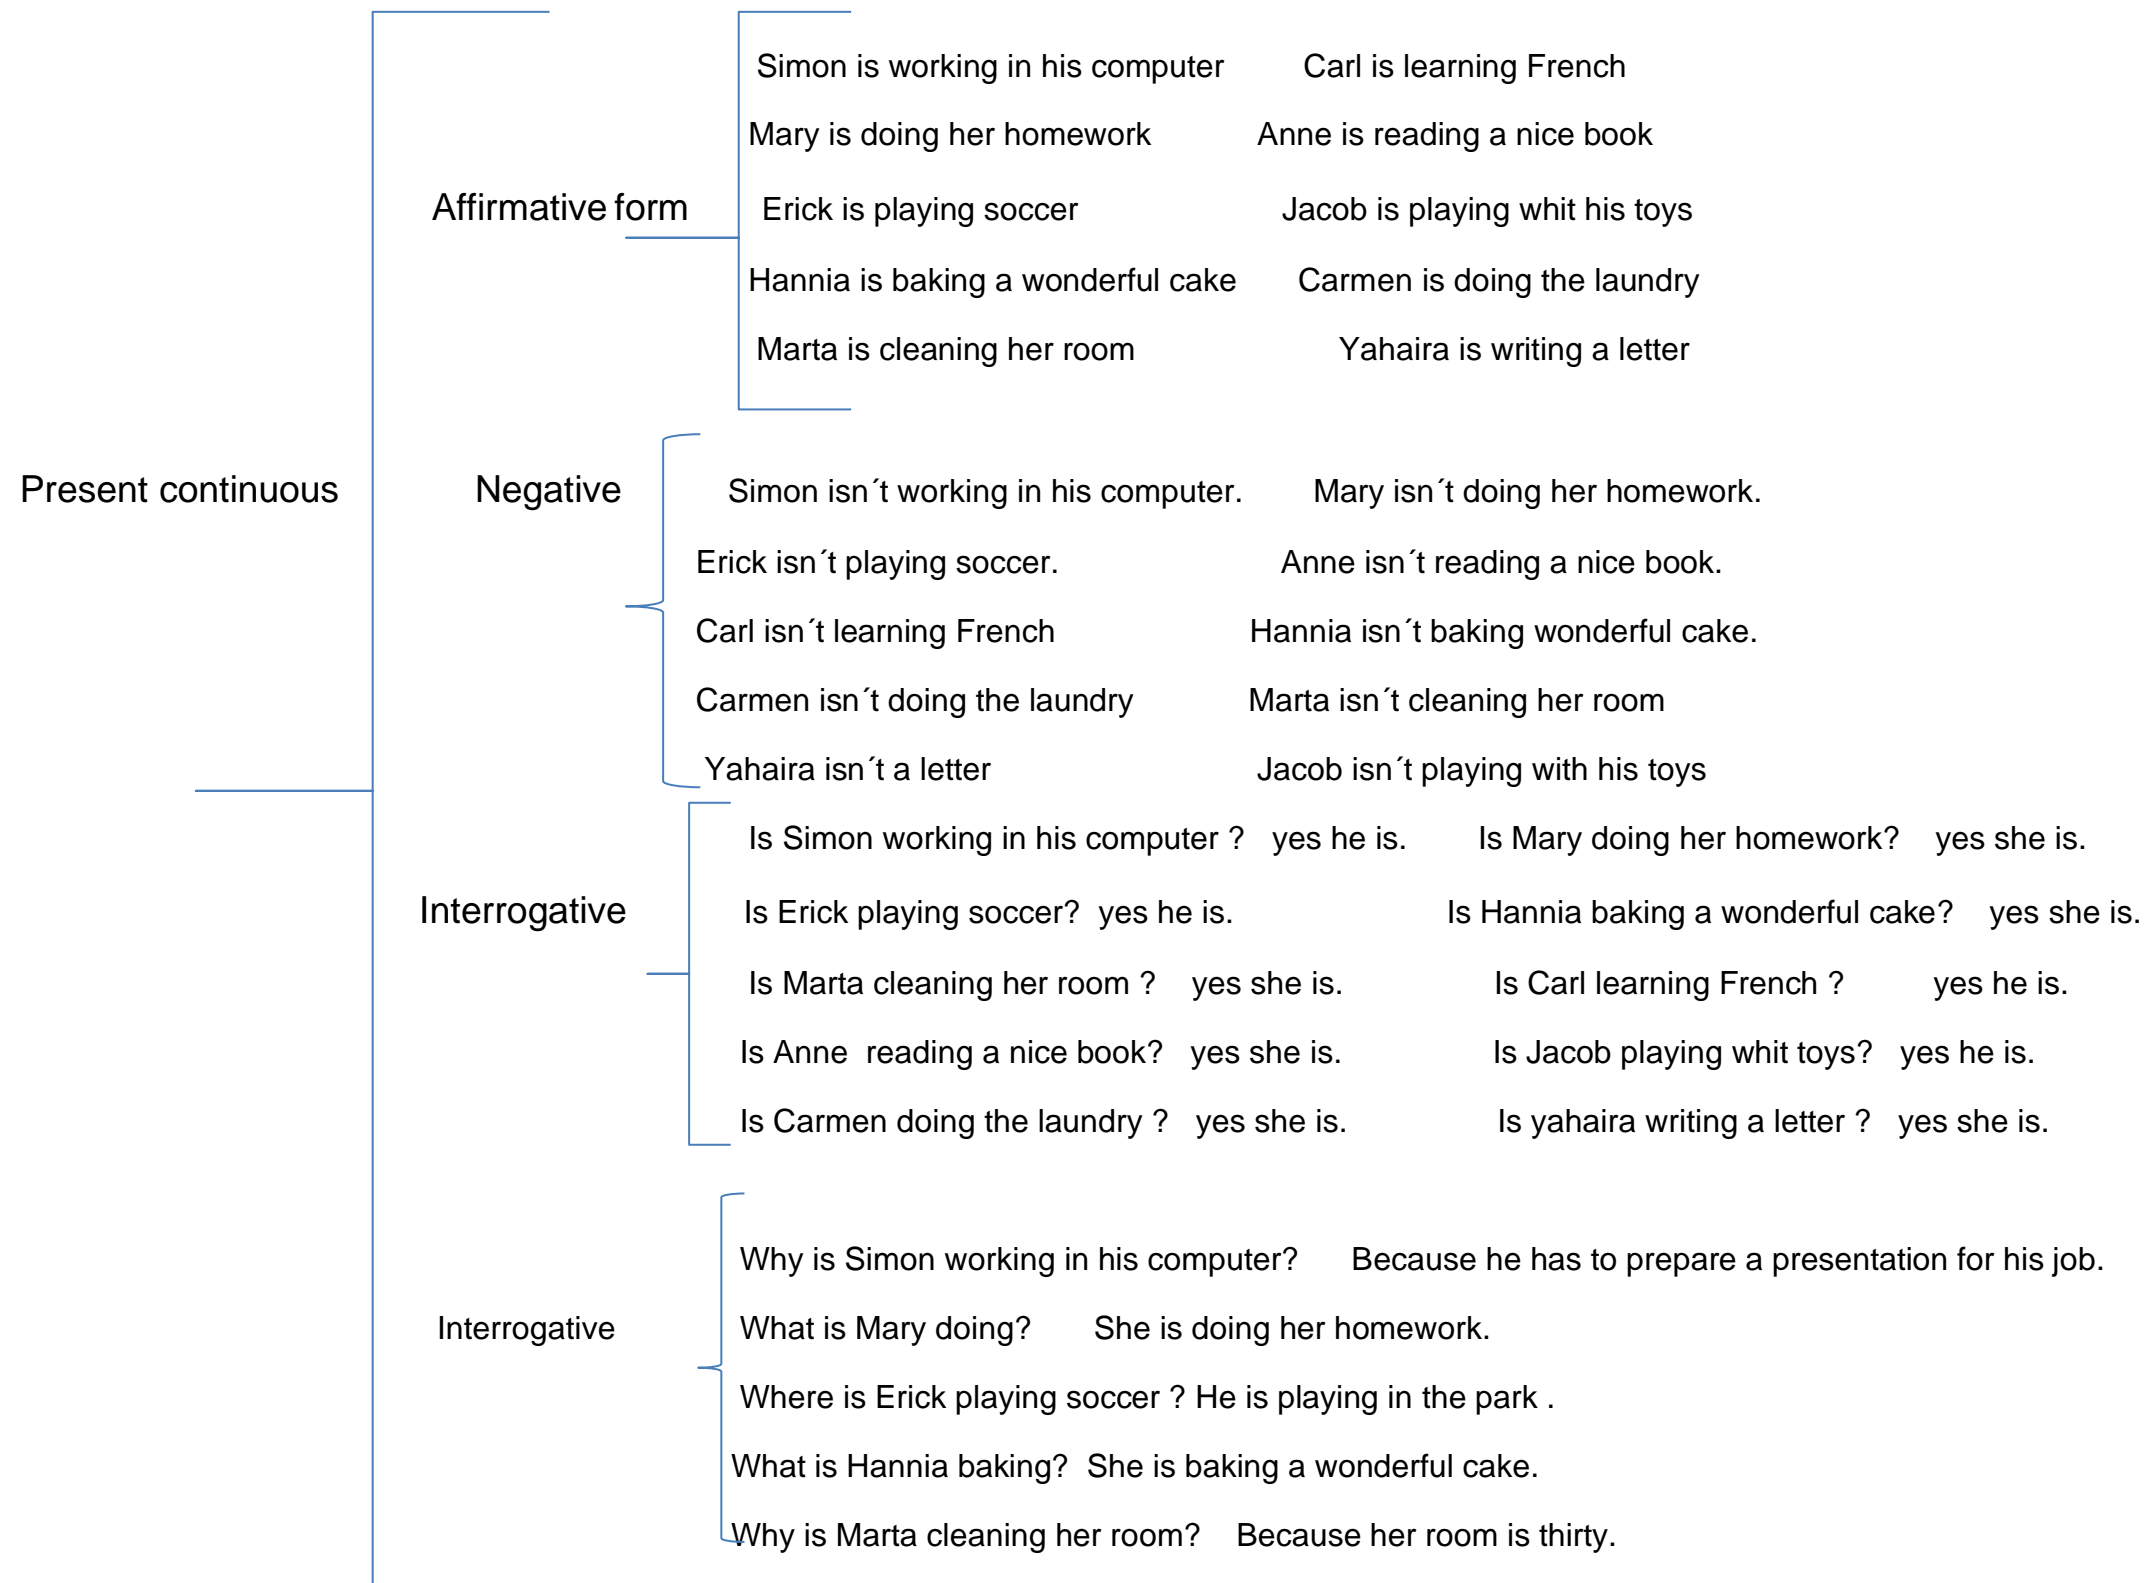 Simon is working in his computer Carl is learning French
Mary is doing her homework Anne is reading a nice book
Affirmative form Erick is playing soccer Jacob is playing whit his toys
Hannia is baking a wonderful cake Carmen is doing the laundry
Marta is cleaning her room Yahaira is writing a letter
Present continuous Negative Simon isn´t working in his computer. Mary isn´t doing her homework.
Erick isn´t playing soccer. Anne isn´t reading a nice book.
Carl isn´t learning French Hannia isn´t baking wonderful cake.
Carmen isn´t doing the laundry Marta isn´t cleaning her room
Yahaira isn´t a letter Jacob isn´t playing with his toys
Is Simon working in his computer ? yes he is. Is Mary doing her homework? yes she is.
Interrogative Is Erick playing soccer? yes he is. Is Hannia baking a wonderful cake? yes she is.
Is Marta cleaning her room ? yes she is. Is Carl learning French ? yes he is.
Is Anne reading a nice book? yes she is. Is Jacob playing whit toys? yes he is.
Is Carmen doing the laundry ? yes she is. Is yahaira writing a letter ? yes she is.
Why is Simon working in his computer? Because he has to prepare a presentation for his job.
Interrogative What is Mary doing? She is doing her homework.
Where is Erick playing soccer ? He is playing in the park .
What is Hannia baking? She is baking a wonderful cake.
Why is Marta cleaning her room? Because her room is thirty.